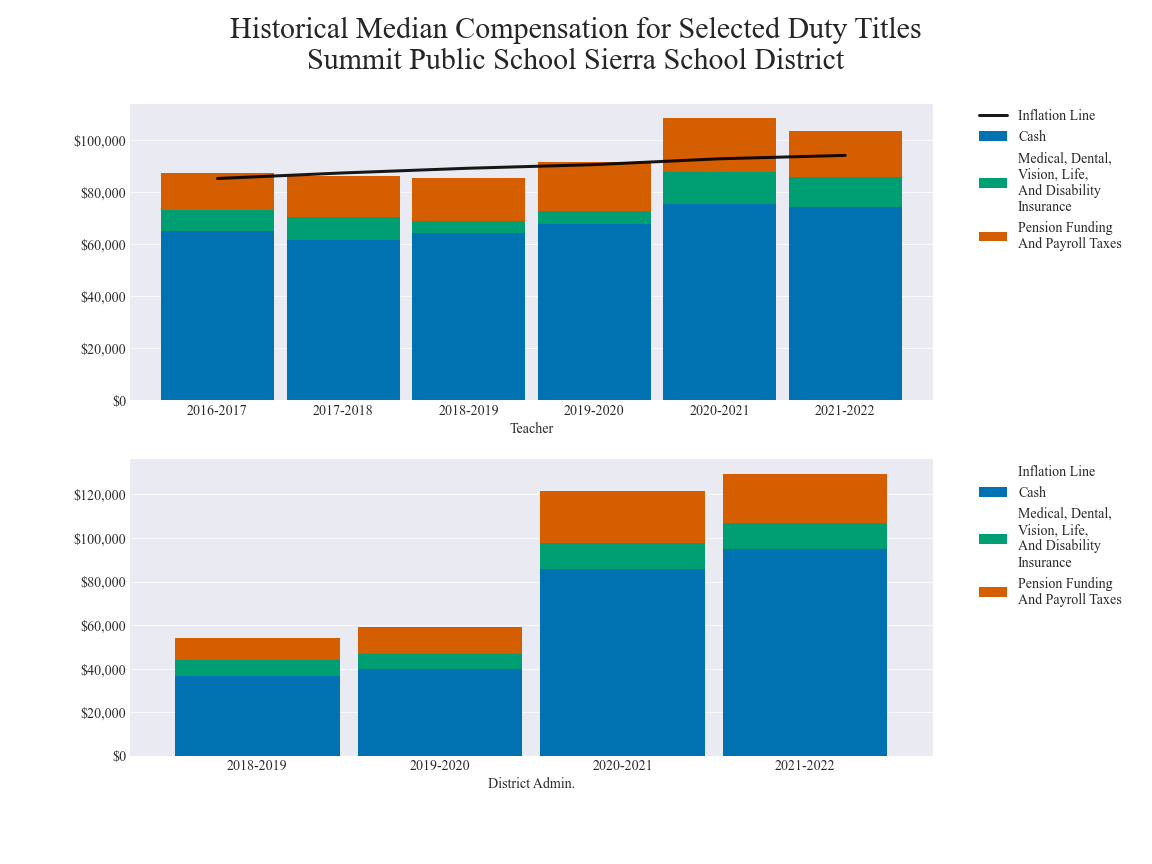 Historical Median Compensation for Selected Duty Titles
Summit Public School Sierra School District
$100,000
$80,000
$60,000
$40,000
$20,000
$0
2016-2017
2017-2018
2018-2019
2019-2020
2020-2021
2021-2022
Teacher
Inflation Line
Cash
Medical, Dental,
Vision, Life,
And Disability
Insurance
Pension Funding
And Payroll Taxes
$120,000
$100,000
$80,000
$60,000
$40,000
$20,000
$0
2018-2019
2019-2020
2020-2021
2021-2022
District Admin.
Inflation Line
Cash
Medical, Dental,
Vision, Life,
And Disability
Insurance
Pension Funding
And Payroll Taxes